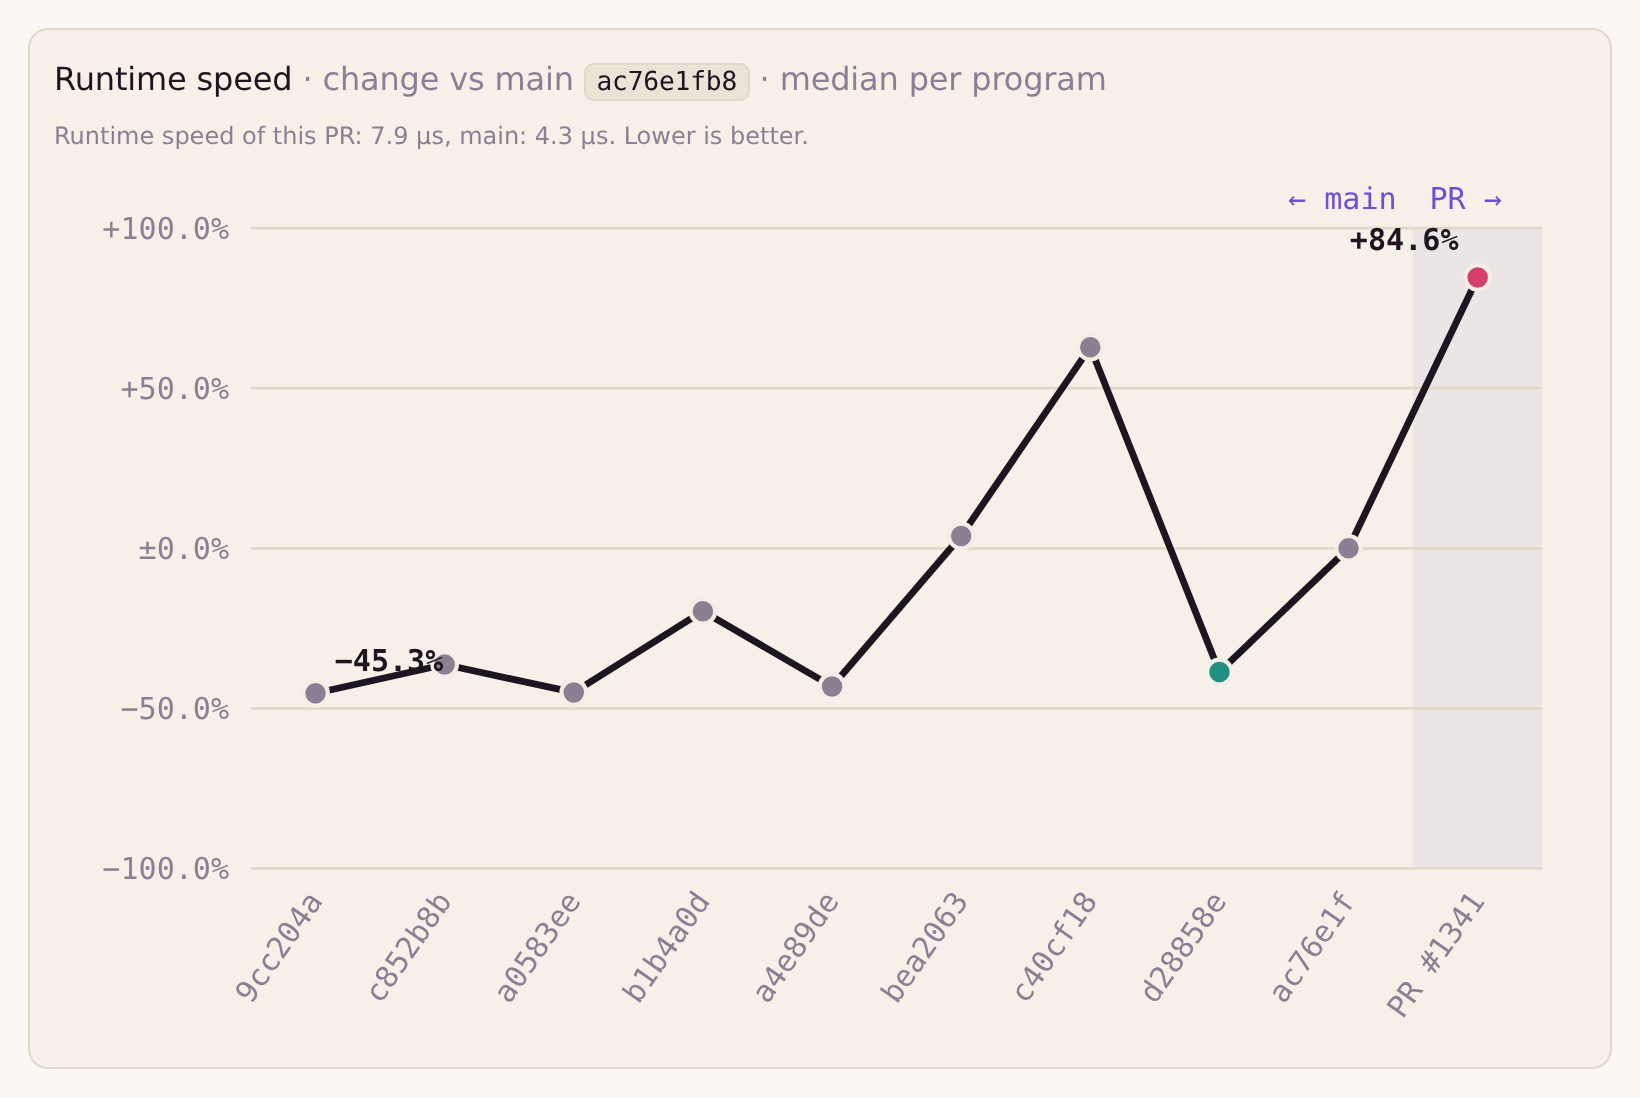 Runtime speed · change vs main ac76e1fb8 · median per program
Runtime speed of this PR: 7.9 µs, main: 4.3 µs. Lower is better.
← main PR →
+100.0%
+84.6%
+50.0%
±0.0%
−45.3%
−50.0%
−100.0%
9cc204a
c852b8b
a0583ee
b1b4a0d
a4e89de
bea2063
c40cf18
d28858e
ac76e1f
PR #1341